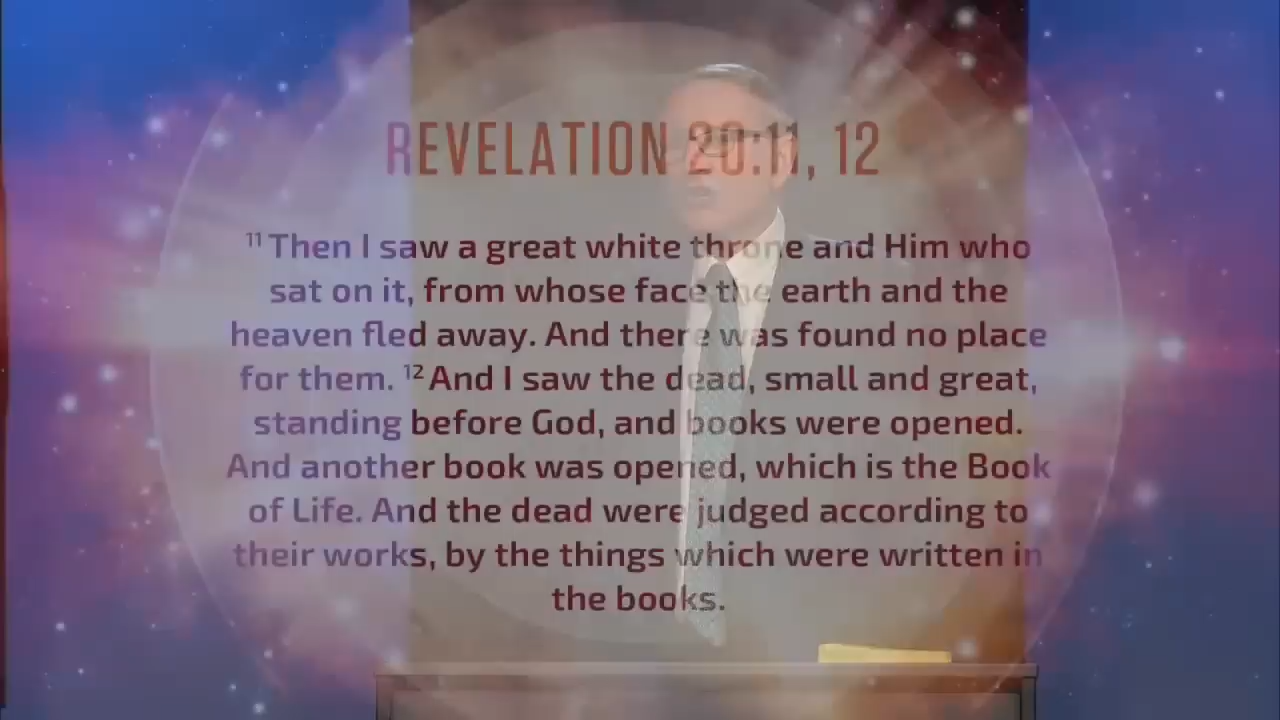 REVELATION 20:11, 12
¹¹ Then I saw a great white throne and Him who
sat on it, from whose face the earth and the
heaven fled away. And there was found no place
for them. ¹² And I saw the dead, small and great,
standing before God, and books were opened.
And another book was opened, which is the Book
of Life. And the dead were judged according to
their works, by the things which were written in
the books.